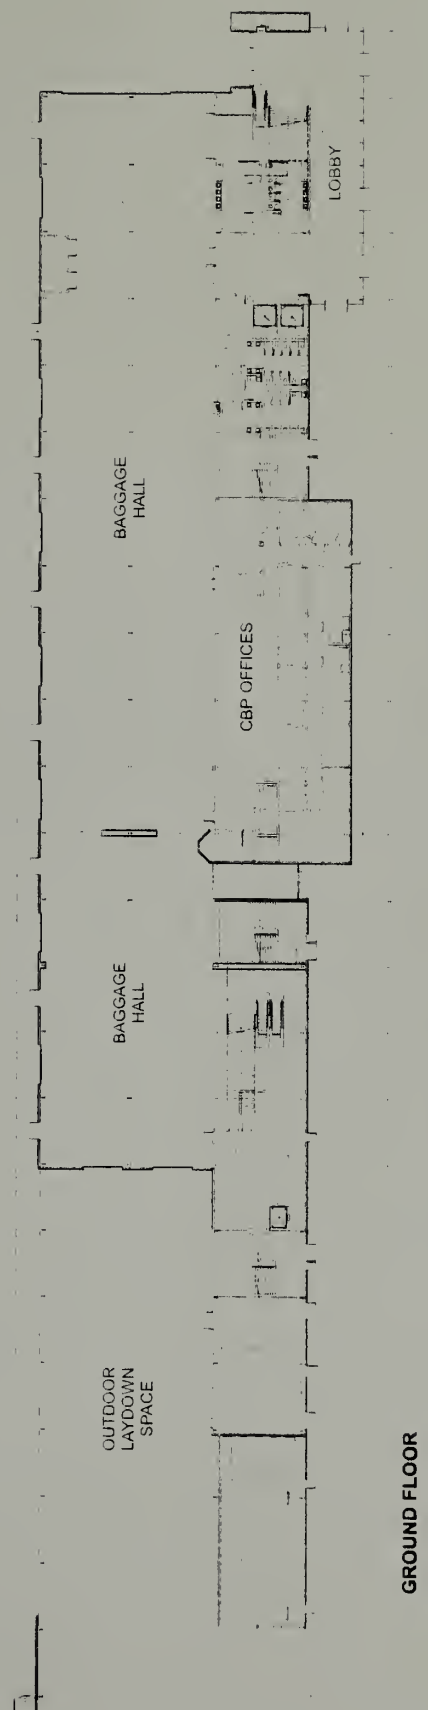 OUTDOOR
LAYDOWN
SPACE
BAGGAGE
HALL
BAGGAGE
HALL
CBP OFFICES
LOBBY
GROUND FLOOR